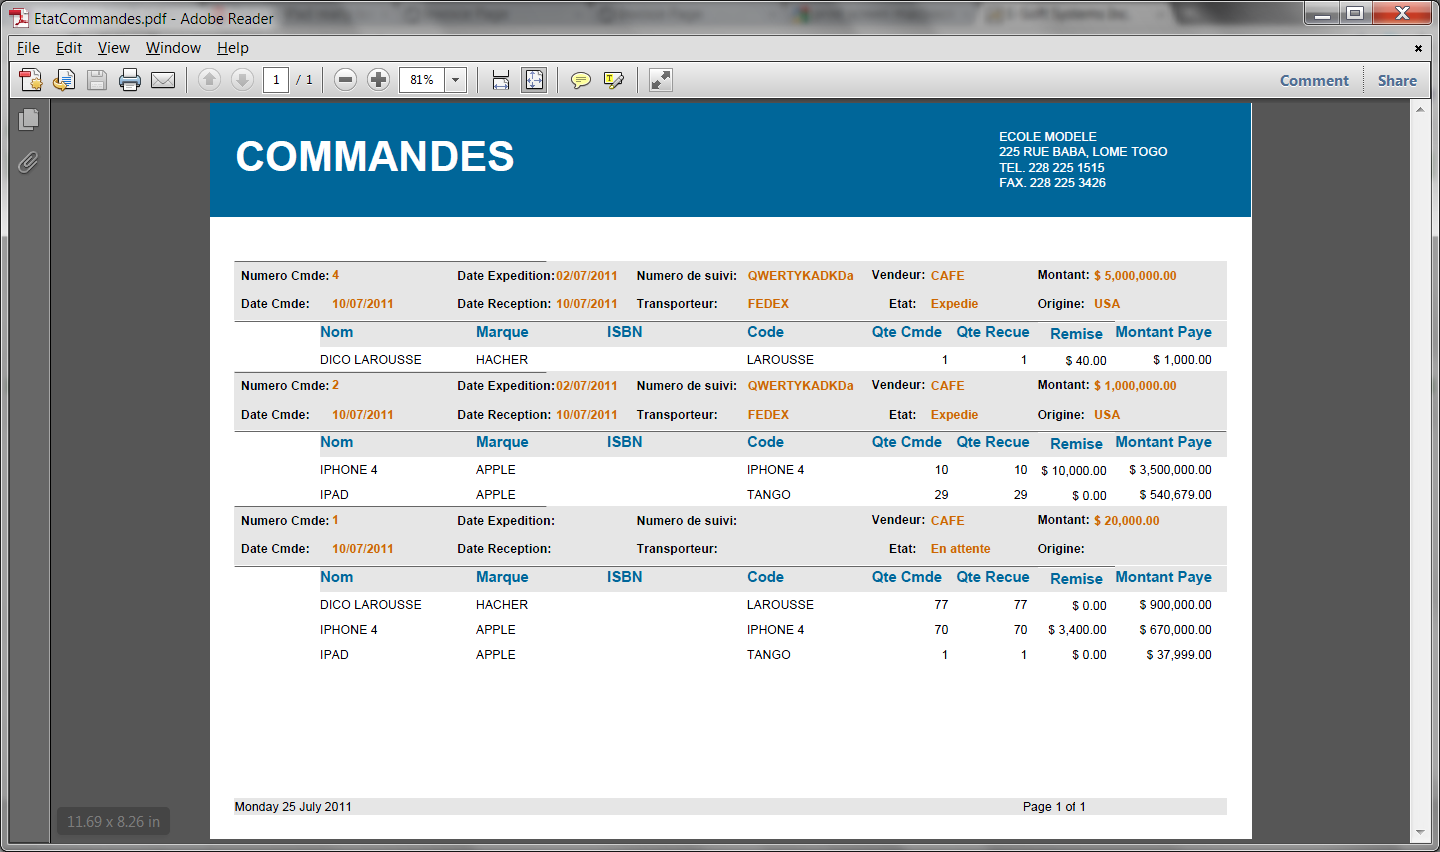 EtatCommandes.pdf - Adobe Reader
File Edit View Window Help
1 / 1 81% Comment Share
COMMANDES
ECOLE MODELE
225 RUE BABA, LOME TOGO
TEL. 228 225 1515
FAX. 228 225 3426
Numero Cmde: 4 Date Expedition: 02/07/2011 Numero de suivi: QWERTYKADKDa Vendeur: CAFE Montant: $ 5,000,000.00
Date Cmde: 10/07/2011 Date Reception: 10/07/2011 Transporteur: FEDEX Etat: Expedie Origine: USA
Nom Marque ISBN Code Qte Cmde Qte Recue Remise Montant Paye
DICO LAROUSSE HACHER LAROUSSE 1 1 $ 40.00 $ 1,000.00
Numero Cmde: 2 Date Expedition: 02/07/2011 Numero de suivi: QWERTYKADKDa Vendeur: CAFE Montant: $ 1,000,000.00
Date Cmde: 10/07/2011 Date Reception: 10/07/2011 Transporteur: FEDEX Etat: Expedie Origine: USA
Nom Marque ISBN Code Qte Cmde Qte Recue Remise Montant Paye
IPHONE 4 APPLE IPHONE 4 10 10 $ 10,000.00 $ 3,500,000.00
IPAD APPLE TANGO 29 29 $ 0.00 $ 540,679.00
Numero Cmde: 1 Date Expedition: Numero de suivi: Vendeur: CAFE Montant: $ 20,000.00
Date Cmde: 10/07/2011 Date Reception: Transporteur: Etat: En attente Origine:
Nom Marque ISBN Code Qte Cmde Qte Recue Remise Montant Paye
DICO LAROUSSE HACHER LAROUSSE 77 77 $ 0.00 $ 900,000.00
IPHONE 4 APPLE IPHONE 4 70 70 $ 3,400.00 $ 670,000.00
IPAD APPLE TANGO 1 1 $ 0.00 $ 37,999.00
Monday 25 July 2011 Page 1 of 1
11.69 x 8.26 in